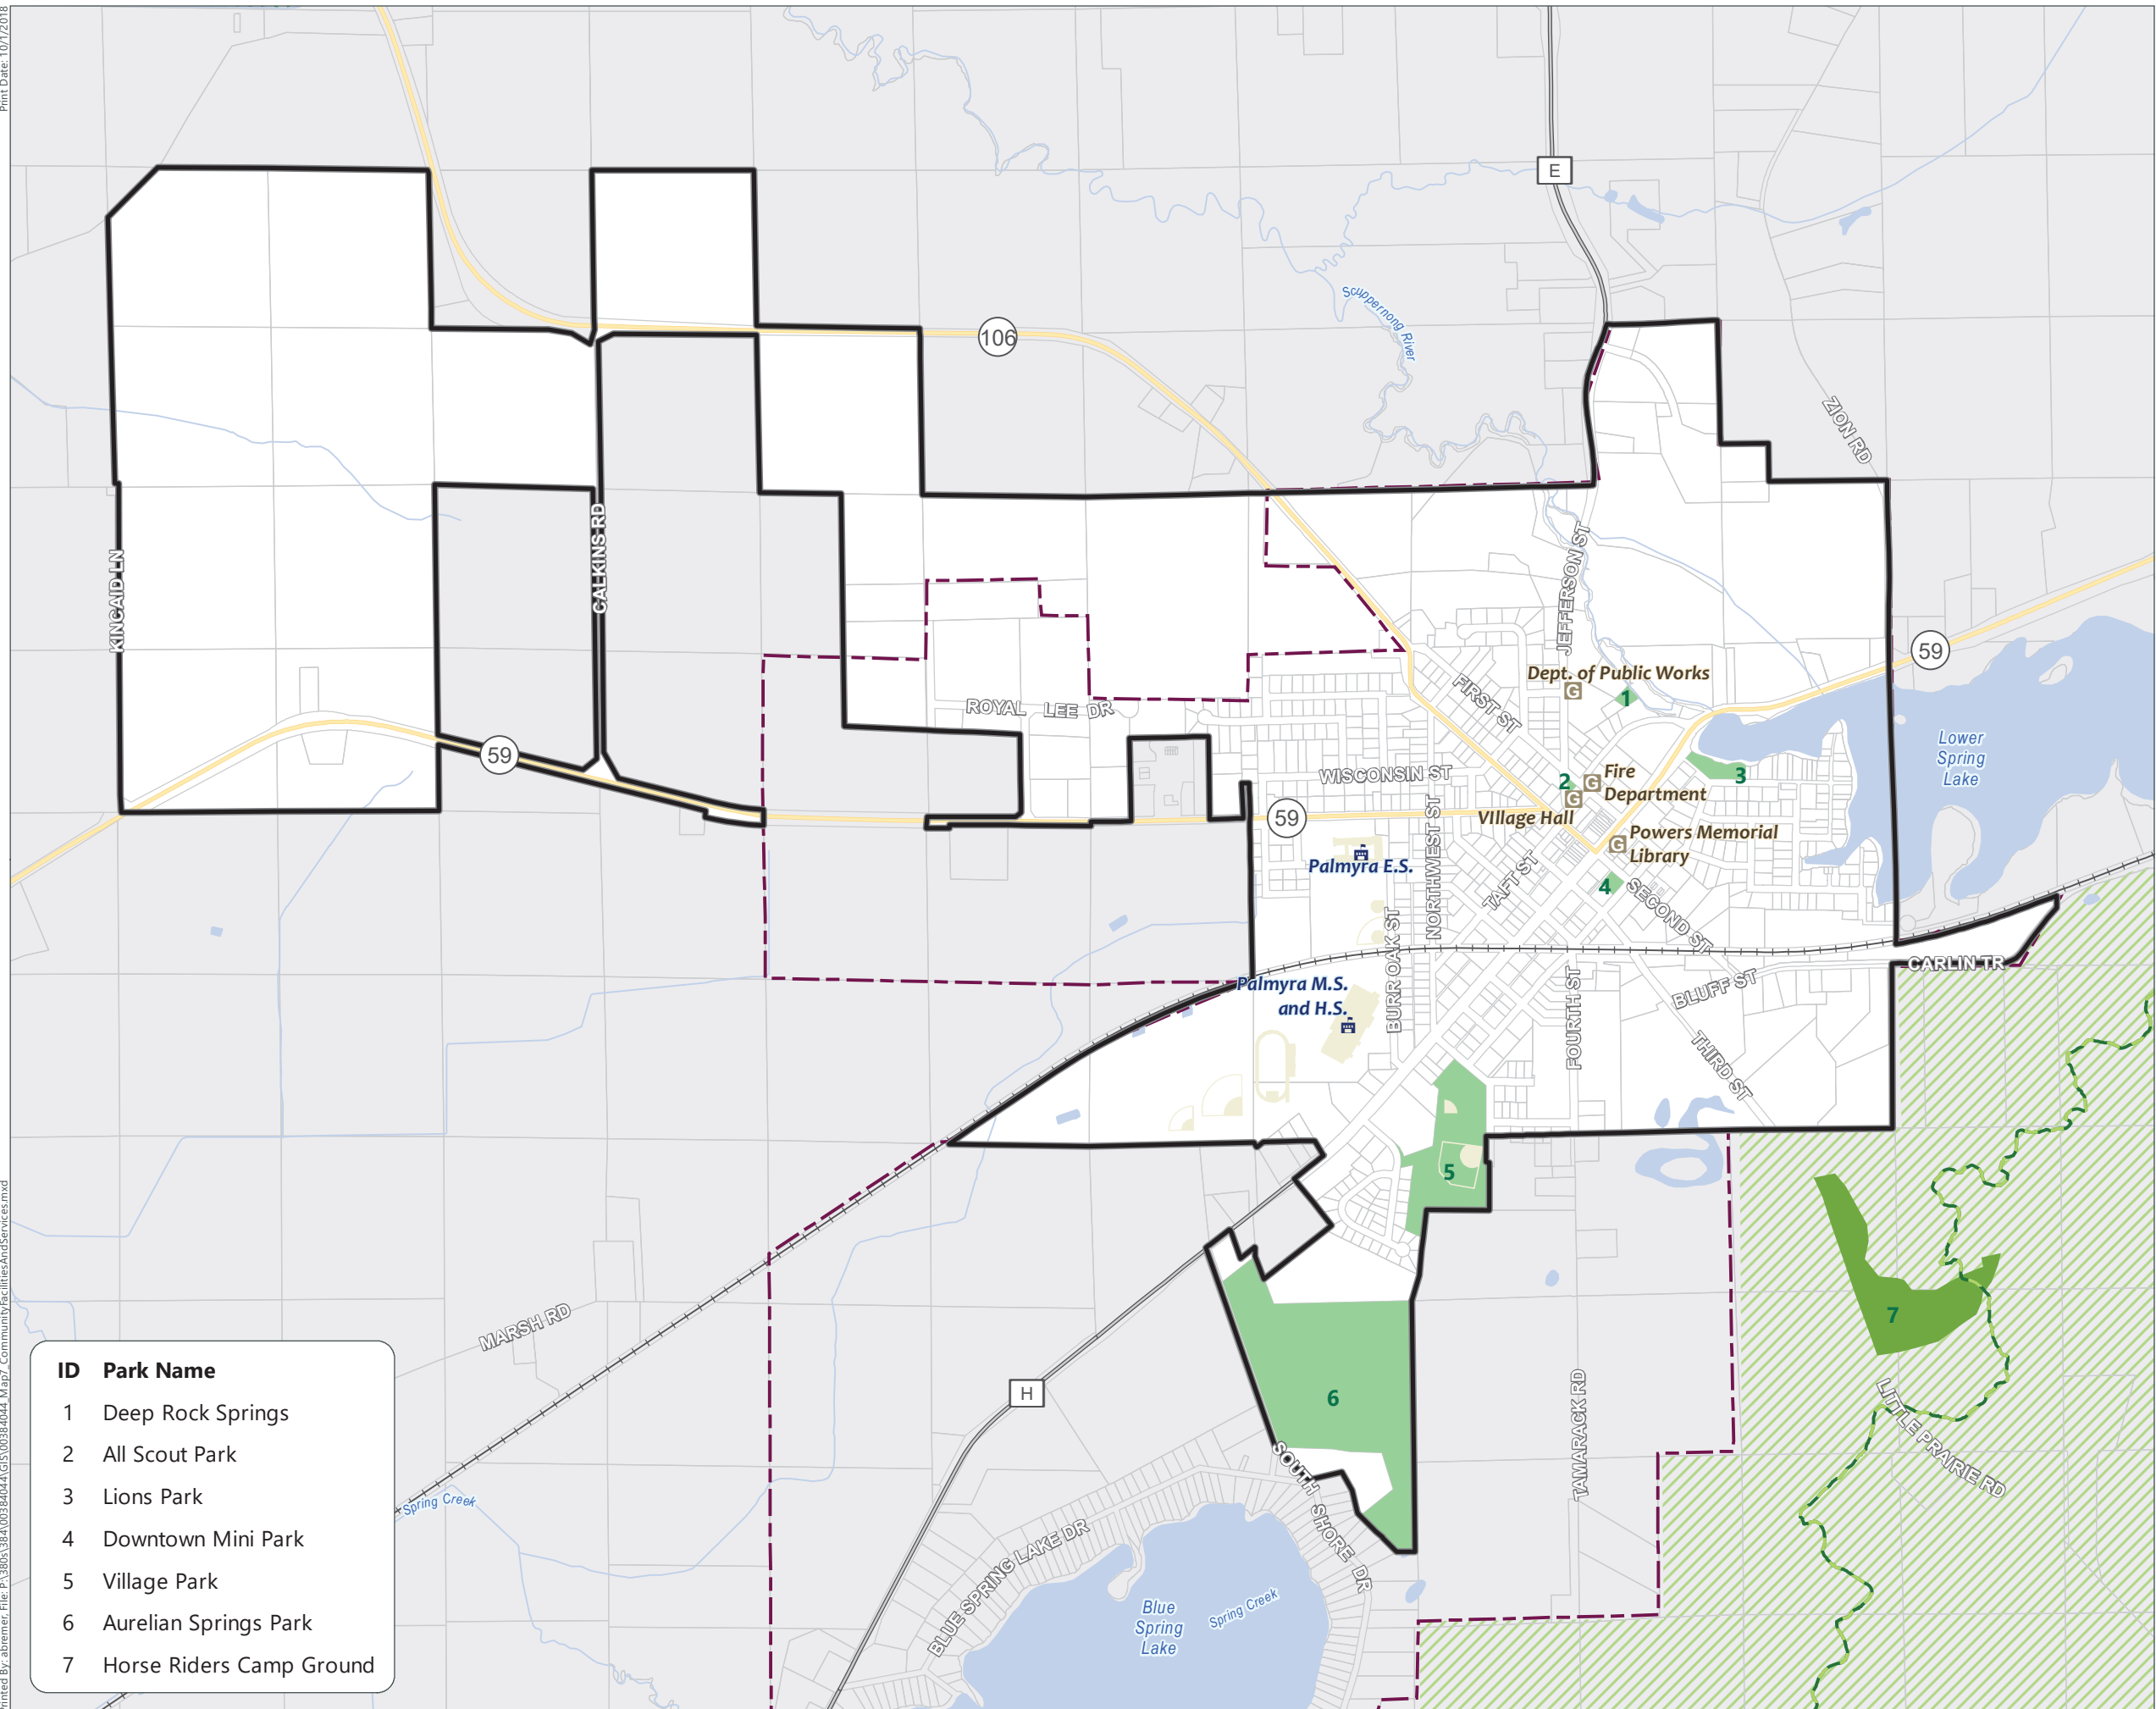 Print Date: 10/1/2018
E
106
Scuppernong River
ZION RD
KINCAID LN
CALKINS RD
JEFFERSON ST
59
Dept. of Public Works
G
1
FIRST ST
ROYAL LEE DR
Lower
Spring
Lake
59
WISCONSIN ST
2
G
Fire
Department
3
G
59
VIllage Hall
NORTHWEST ST
G
Powers Memorial
Library
Palmyra E.S.
TAFT ST
4
SECOND ST
BURR OAK ST
CARLIN TR
Palmyra M.S.
and H.S.
BLUFF ST
FOURTH ST
THIRD ST
5
7
MARSH RD
H
6
TAMARACK RD
LITTLE PRAIRIE RD
SOUTH SHORE DR
Spring Creek
BLUE SPRING LAKE DR
Blue
Spring
Lake
Spring Creek
ID Park Name
1 Deep Rock Springs
2 All Scout Park
3 Lions Park
4 Downtown Mini Park
5 Village Park
6 Aurelian Springs Park
7 Horse Riders Camp Ground